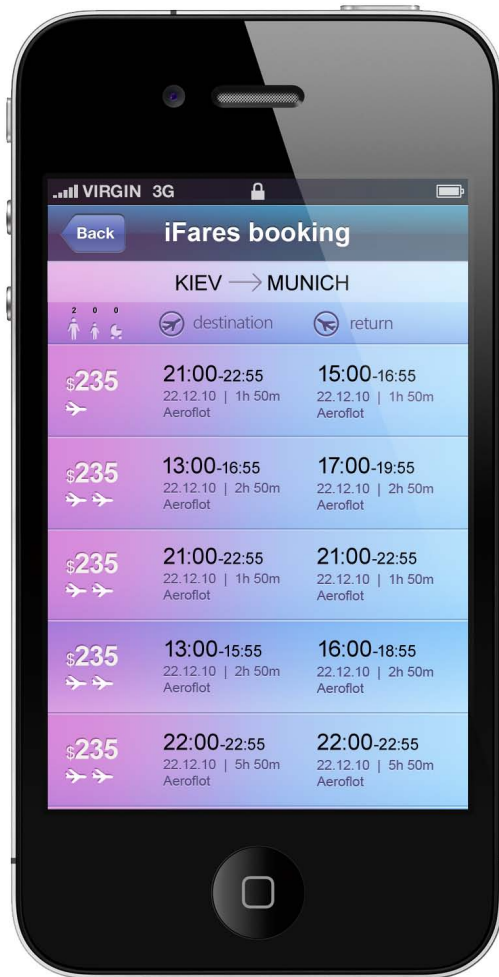 VIRGIN 3G
Back iFares booking
KIEV → MUNICH
2 0 0
destination return
$235 21:00-22:55 15:00-16:55
22.12.10 | 1h 50m 22.12.10 | 1h 50m
Aeroflot Aeroflot
$235 13:00-16:55 17:00-19:55
22.12.10 | 2h 50m 22.12.10 | 2h 50m
Aeroflot Aeroflot
$235 21:00-22:55 21:00-22:55
22.12.10 | 1h 50m 22.12.10 | 1h 50m
Aeroflot Aeroflot
$235 13:00-15:55 16:00-18:55
22.12.10 | 2h 50m 22.12.10 | 2h 50m
Aeroflot Aeroflot
$235 22:00-22:55 22:00-22:55
22.12.10 | 5h 50m 22.12.10 | 5h 50m
Aeroflot Aeroflot